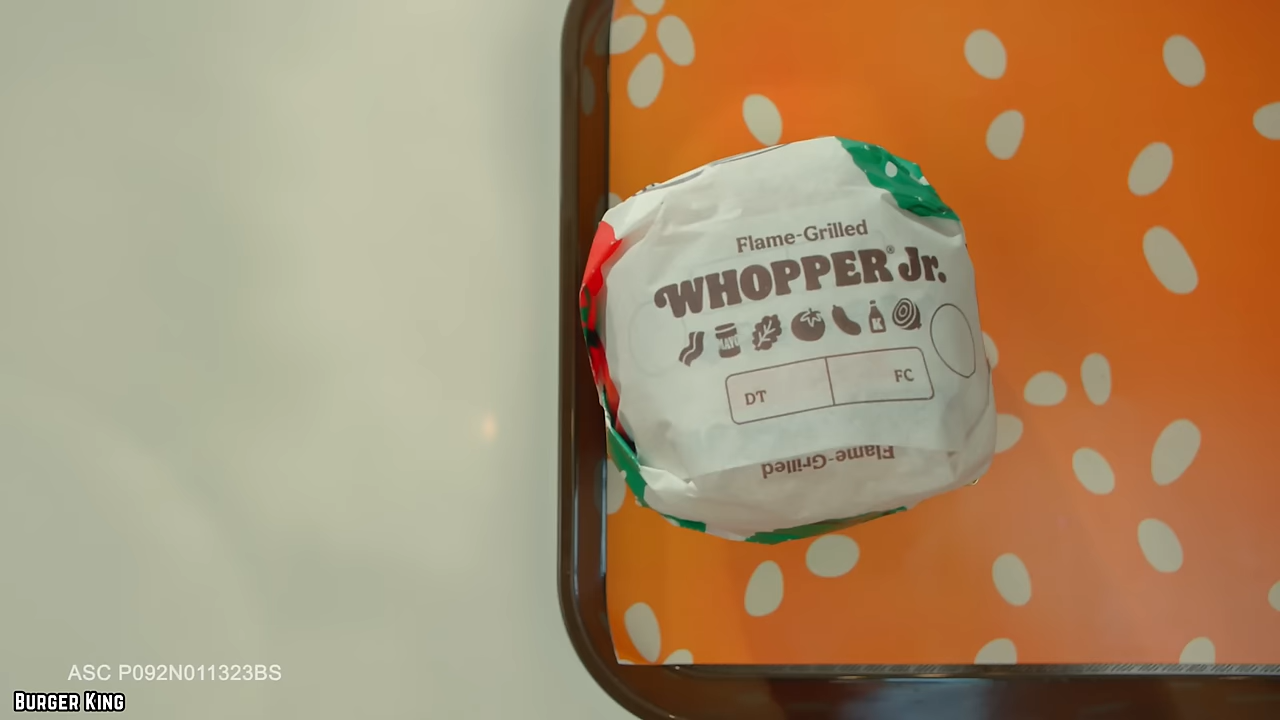 Flame-Grilled
WHOPPER® Jr.
MAYO
K
DT
FC
Flame-Grilled
ASC P092N011323BS
BURGER KING